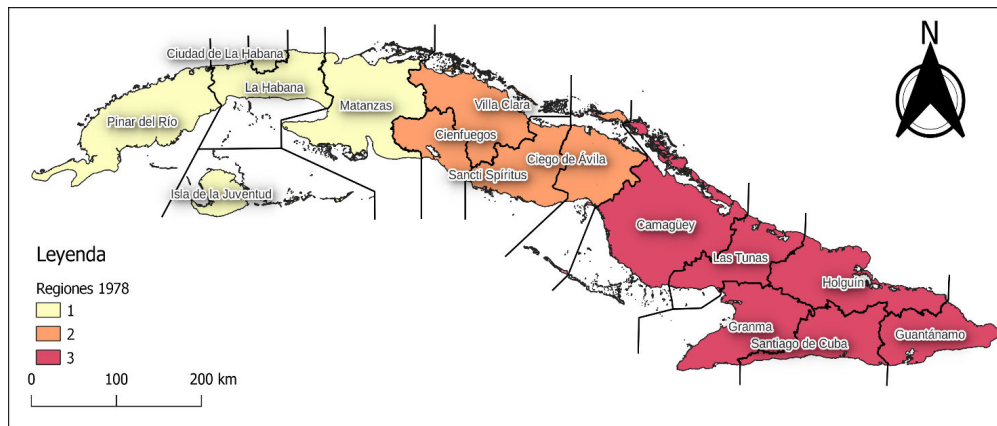 N
Ciudad de La Habana
La Habana
Pinar del Río
Matanzas
Villa Clara
Cienfuegos
Ciego de Ávila
Sancti Spíritus
Isla de la Juventud
Camagüey
Las Tunas
Holguín
Granma
Santiago de Cuba
Guantánamo
Leyenda
Regiones 1978
1
2
3
0 100 200 km